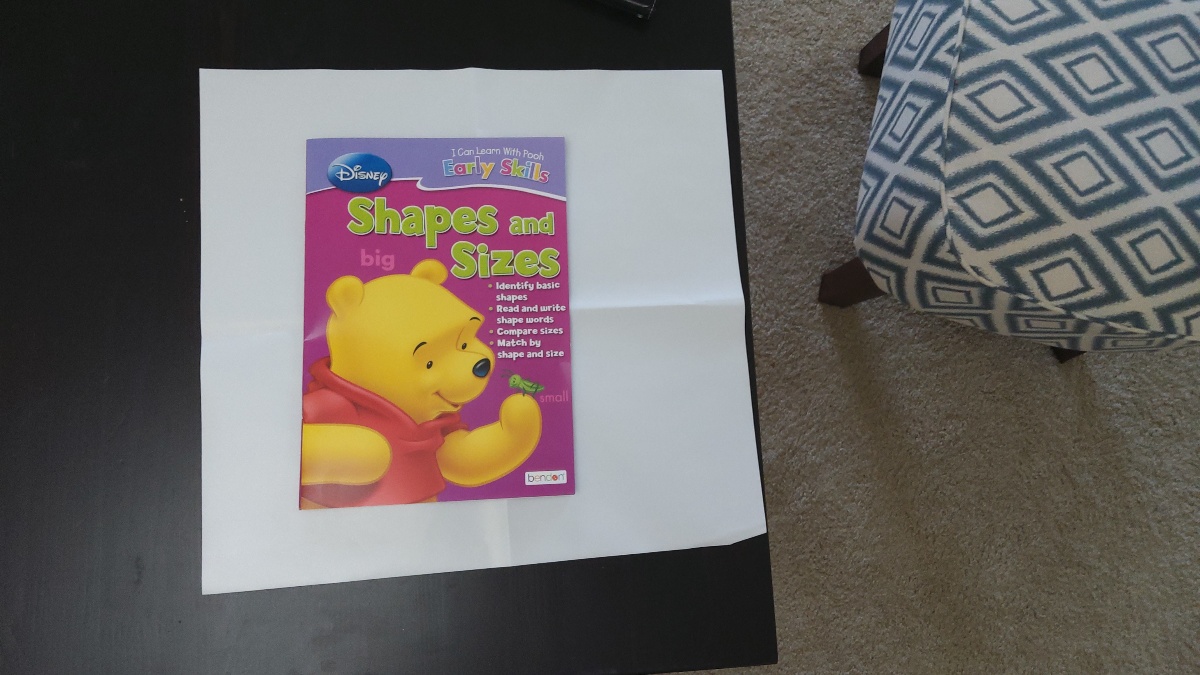 Disney
I Can Learn With Pooh
Early Skills
Shapes and
Sizes
big
• Identify basic
shapes
• Read and write
shape words
• Compare sizes
• Match by
shape and size
small
bendon